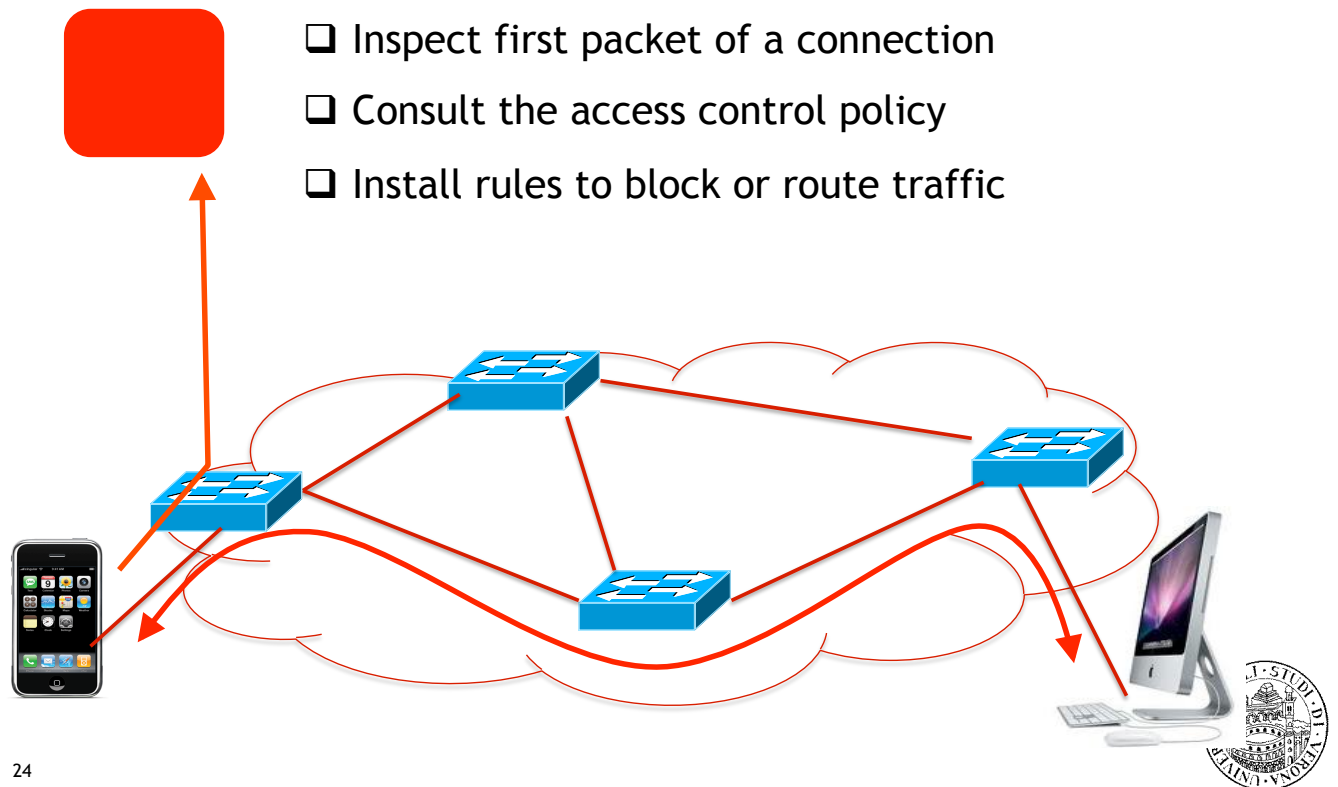 ❑ Inspect first packet of a connection
❑ Consult the access control policy
❑ Install rules to block or route traffic
24